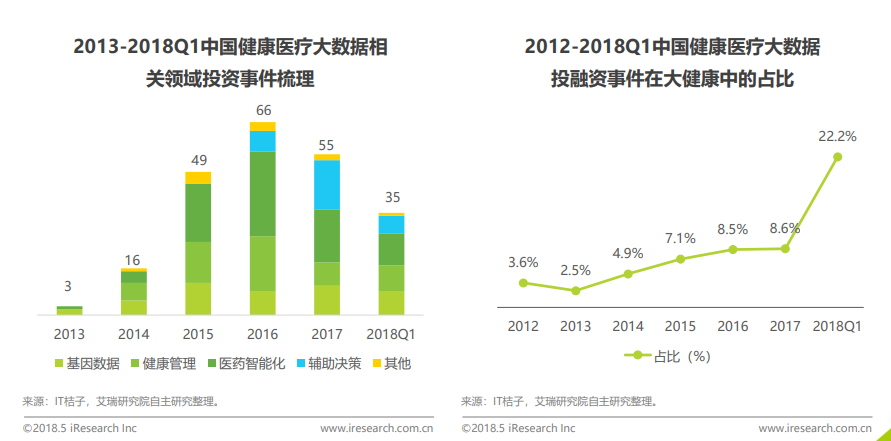 2013-2018Q1中国健康医疗大数据相
关领域投资事件梳理
66
55
49
35
16
3
2013 2014 2015 2016 2017 2018Q1
基因数据 健康管理 医药智能化 辅助决策 其他
来源：IT桔子，艾瑞研究院自主研究整理。
©2018.5 iResearch Inc www.iresearch.com.cn
2012-2018Q1中国健康医疗大数据
投融资事件在大健康中的占比
22.2%
3.6% 2.5% 4.9% 7.1% 8.5% 8.6%
2012 2013 2014 2015 2016 2017 2018Q1
占比（%）
来源：IT桔子，艾瑞研究院自主研究整理。
©2018.5 iResearch Inc www.iresearch.com.cn